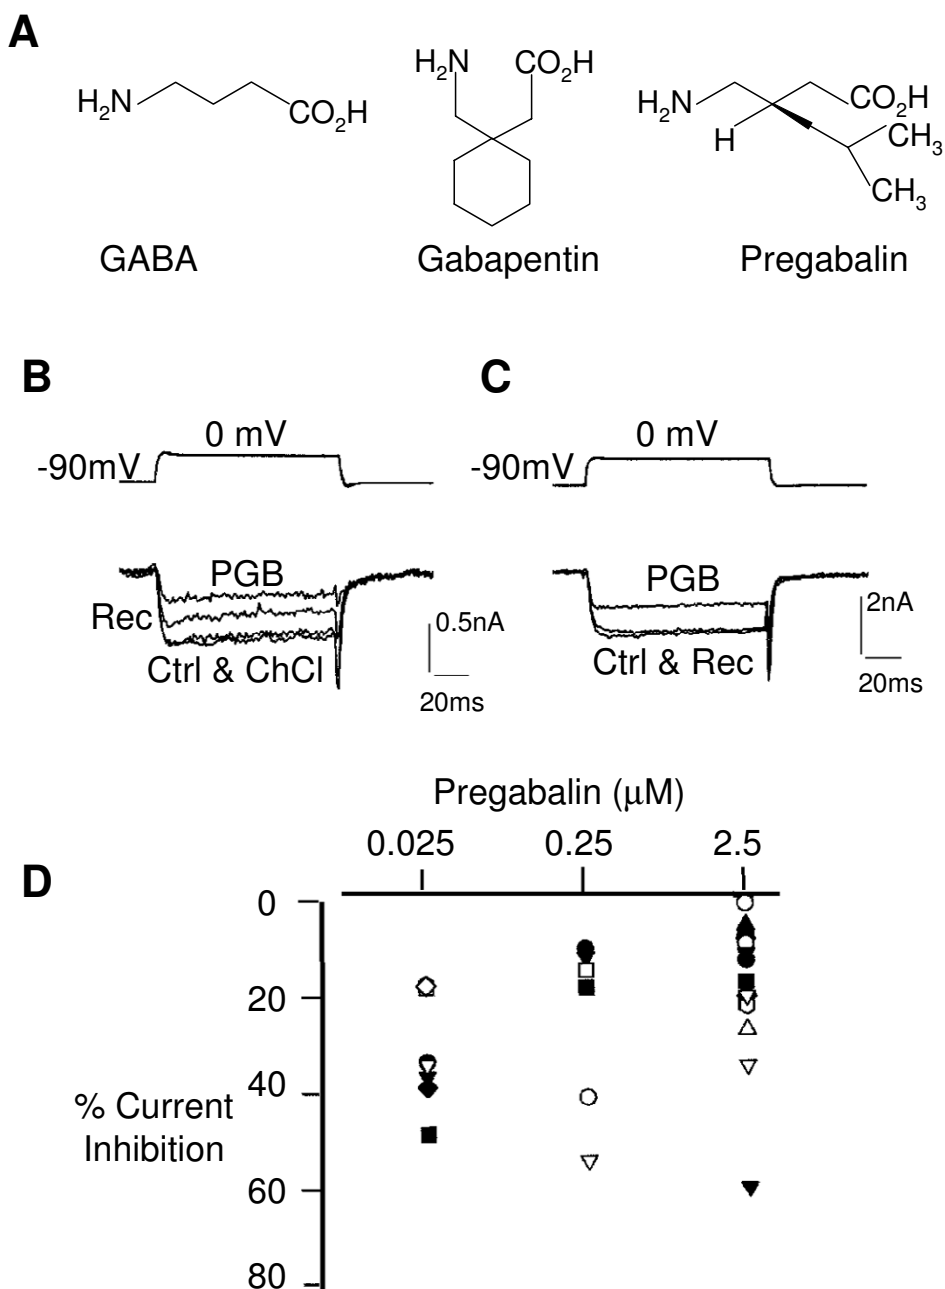 A
H2N
CO2H
GABA
H2N
CO2H
Gabapentin
H2N
CO2H
H
CH3
CH3
Pregabalin
B
0 mV
-90mV
PGB
Rec
Ctrl & ChCl
0.5nA
20ms
C
0 mV
-90mV
PGB
Ctrl & Rec
2nA
20ms
D
Pregabalin (μM)
0.025 0.25 2.5
0
20
40
60
80
% Current
Inhibition